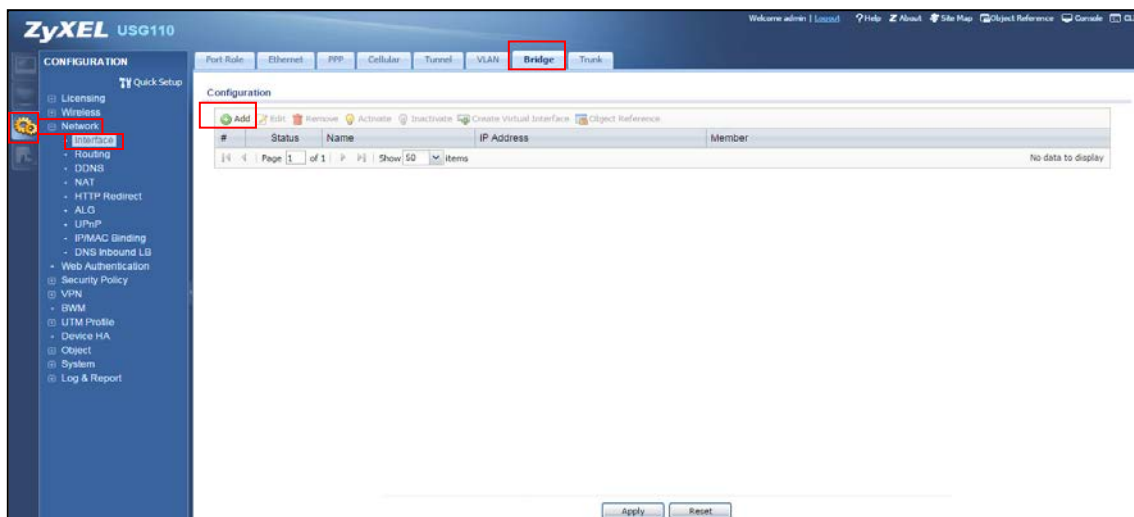 ZyXEL USG110
Welcome admin | Logout ?Help Z About Site Map Object Reference Console CL
CONFIGURATION
Quick Setup
Licensing
Wireless
Network
Interface
Routing
DDNS
NAT
HTTP Redirect
ALG
UPnP
IP/MAC Binding
DNS Inbound LB
Web Authentication
Security Policy
VPN
BWM
UTM Profile
Device HA
Object
System
Log & Report
Port Role Ethernet PPP Cellular Tunnel VLAN Bridge Trunk
Configuration
Add Edit Remove Activate Inactivate Create Virtual Interface Object Reference
# Status Name IP Address Member
Page 1 of 1 Show 50 items No data to display
Apply Reset